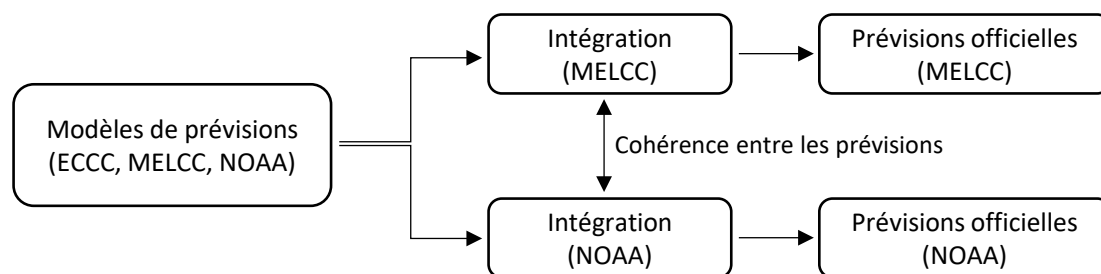 Modèles de prévisions
(ECCC, MELCC, NOAA)
Intégration
(MELCC)
Prévisions officielles
(MELCC)
Cohérence entre les prévisions
Intégration
(NOAA)
Prévisions officielles
(NOAA)